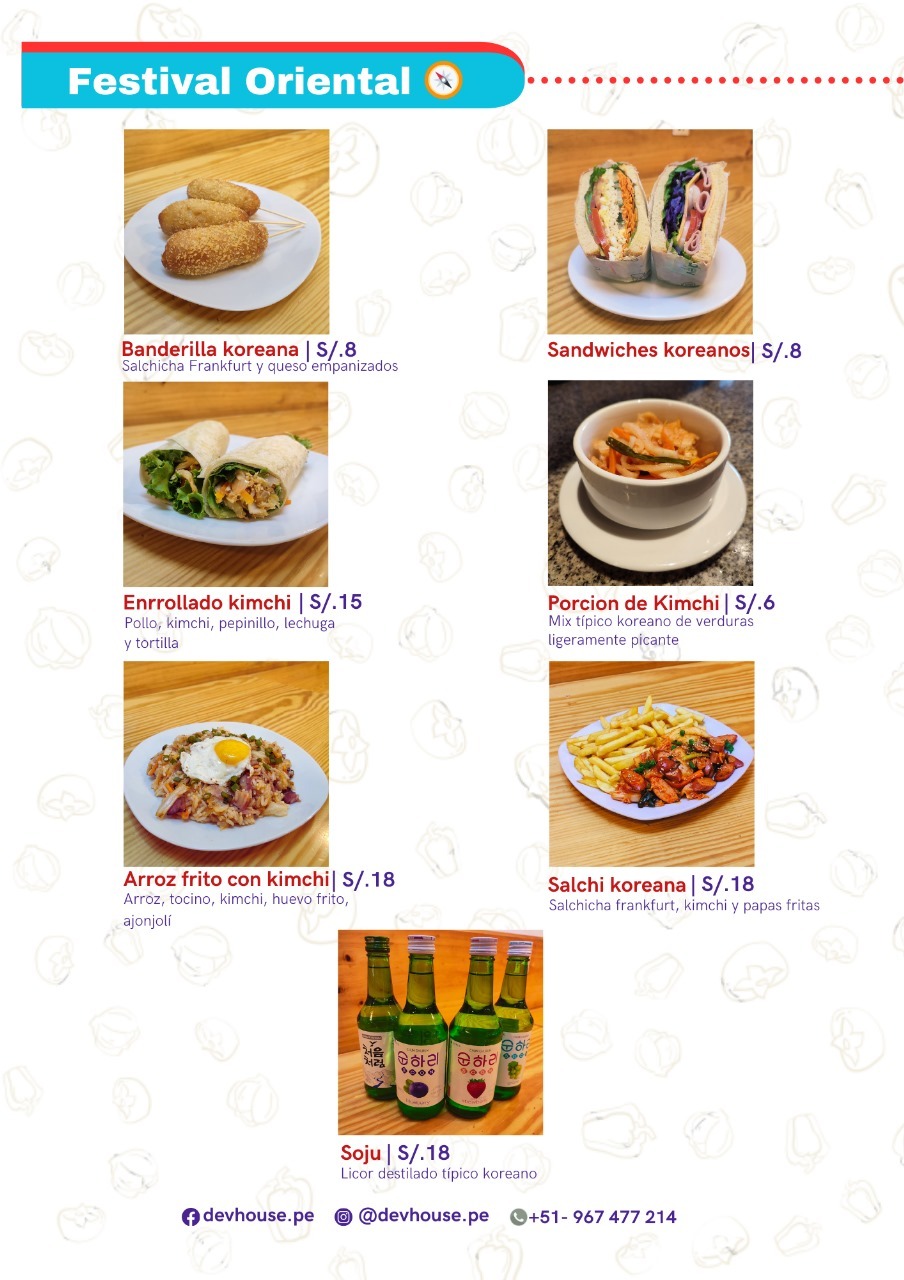 Festival Oriental
Banderilla koreana | S/.8
Salchicha Frankfurt y queso empanizados
Sandwiches koreanos| S/.8
Enrrollado kimchi | S/.15
Pollo, kimchi, pepinillo, lechuga
y tortilla
Porcion de Kimchi | S/.6
Mix típico koreano de verduras
ligeramente picante
Arroz frito con kimchi| S/.18
Arroz, tocino, kimchi, huevo frito,
ajonjolí
Salchi koreana | S/.18
Salchicha frankfurt, kimchi y papas fritas
처음
처럼
순하리
순하리
순하
Soju | S/.18
Licor destilado típico koreano
devhouse.pe @devhouse.pe +51- 967 477 214